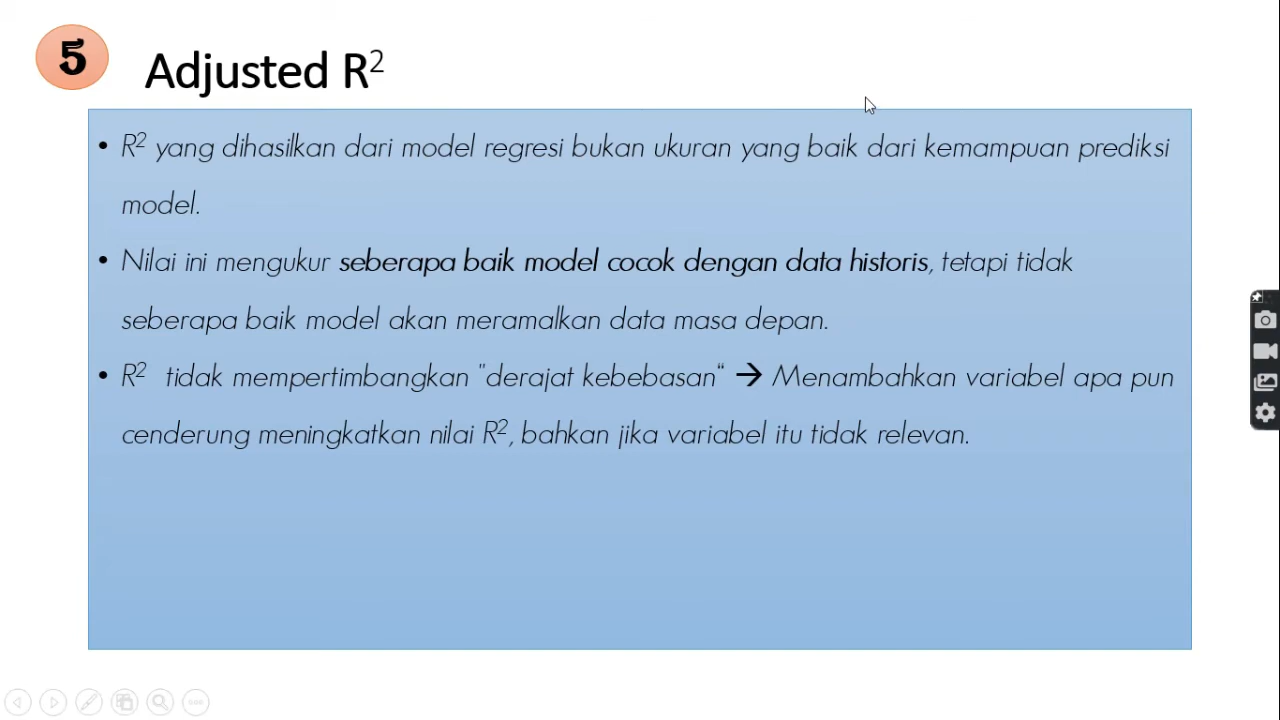 5
Adjusted R²
• R² yang dihasilkan dari model regresi bukan ukuran yang baik dari kemampuan prediksi
model.
• Nilai ini mengukur seberapa baik model cocok dengan data historis, tetapi tidak
seberapa baik model akan meramalkan data masa depan.
• R² tidak mempertimbangkan "derajat kebebasan“ → Menambahkan variabel apa pun
cenderung meningkatkan nilai R², bahkan jika variabel itu tidak relevan.